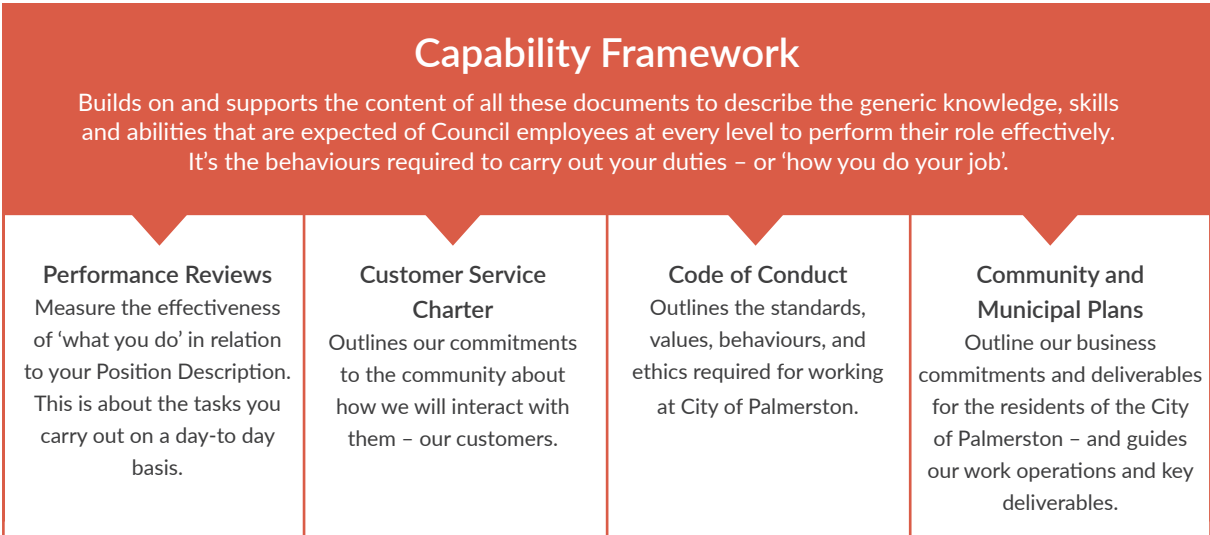 Capability Framework
Builds on and supports the content of all these documents to describe the generic knowledge, skills
and abilities that are expected of Council employees at every level to perform their role effectively.
It’s the behaviours required to carry out your duties – or ‘how you do your job’.
Performance Reviews
Measure the effectiveness
of ‘what you do’ in relation
to your Position Description.
This is about the tasks you
carry out on a day-to day
basis.
Customer Service
Charter
Outlines our commitments
to the community about
how we will interact with
them – our customers.
Code of Conduct
Outlines the standards,
values, behaviours, and
ethics required for working
at City of Palmerston.
Community and
Municipal Plans
Outline our business
commitments and deliverables
for the residents of the City
of Palmerston – and guides
our work operations and key
deliverables.